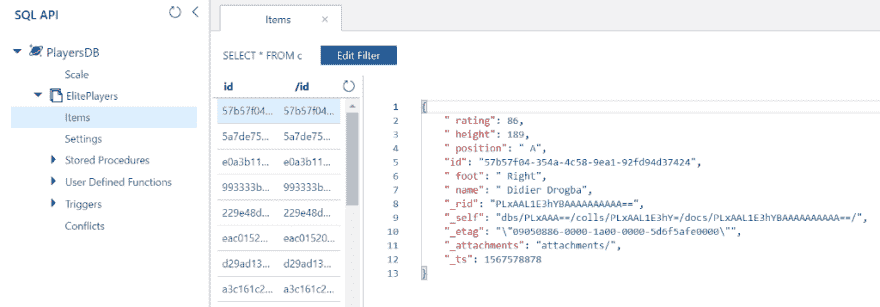 SQL API
PlayersDB
Scale
ElitePlayers
Items
Settings
Stored Procedures
User Defined Functions
Triggers
Conflicts
Items ×
SELECT * FROM c Edit Filter
id /id
57b57f04... 57b57f04...
5a7de75... 5a7de75...
e0a3b11... e0a3b11...
993333b... 993333b...
229e48d... 229e48d...
eac01520... eac01520...
d29ad13... d29ad13...
a3c161c2... a3c161c2...
1 {
2 " rating": 86,
3 " height": 189,
4 " position": " A",
5 "id": "57b57f04-354a-4c58-9ea1-92fd94d37424",
6 " foot": " Right",
7 " name": " Didier Drogba",
8 "_rid": "PLxAAL1E3hYBAAAAAAAAAA==",
9 "_self": "dbs/PLxAAA==/colls/PLxAAL1E3hY=/docs/PLxAAL1E3hYBAAAAAAAAAA==/",
10 "_etag": "\"09050886-0000-1a00-0000-5d6f5afe0000\"",
11 "_attachments": "attachments/",
12 "_ts": 1567578878
13 }